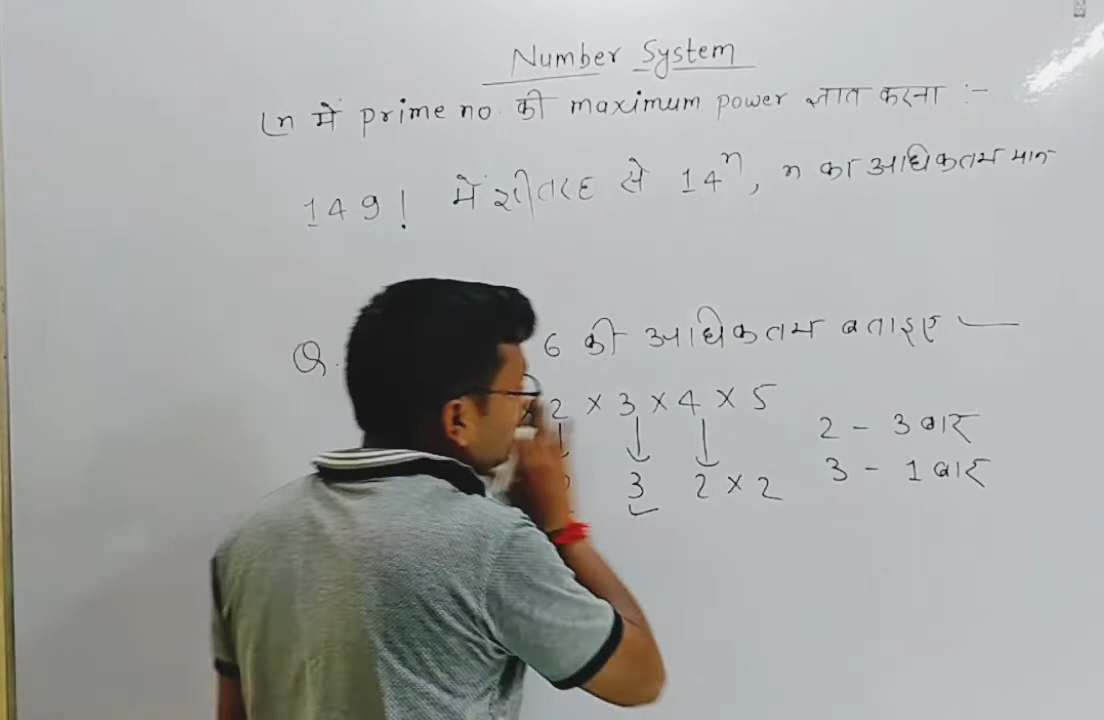 Number System
Ln में prime no. की maximum power ज्ञात करना :-
149! में शीतरह से 14ⁿ, n का अधिकतम मान
Q. 6 की अधिकतम बताइए
× 2 × 3 × 4 × 5
3 2 × 2
2 - 3 बार
3 - 1 बार